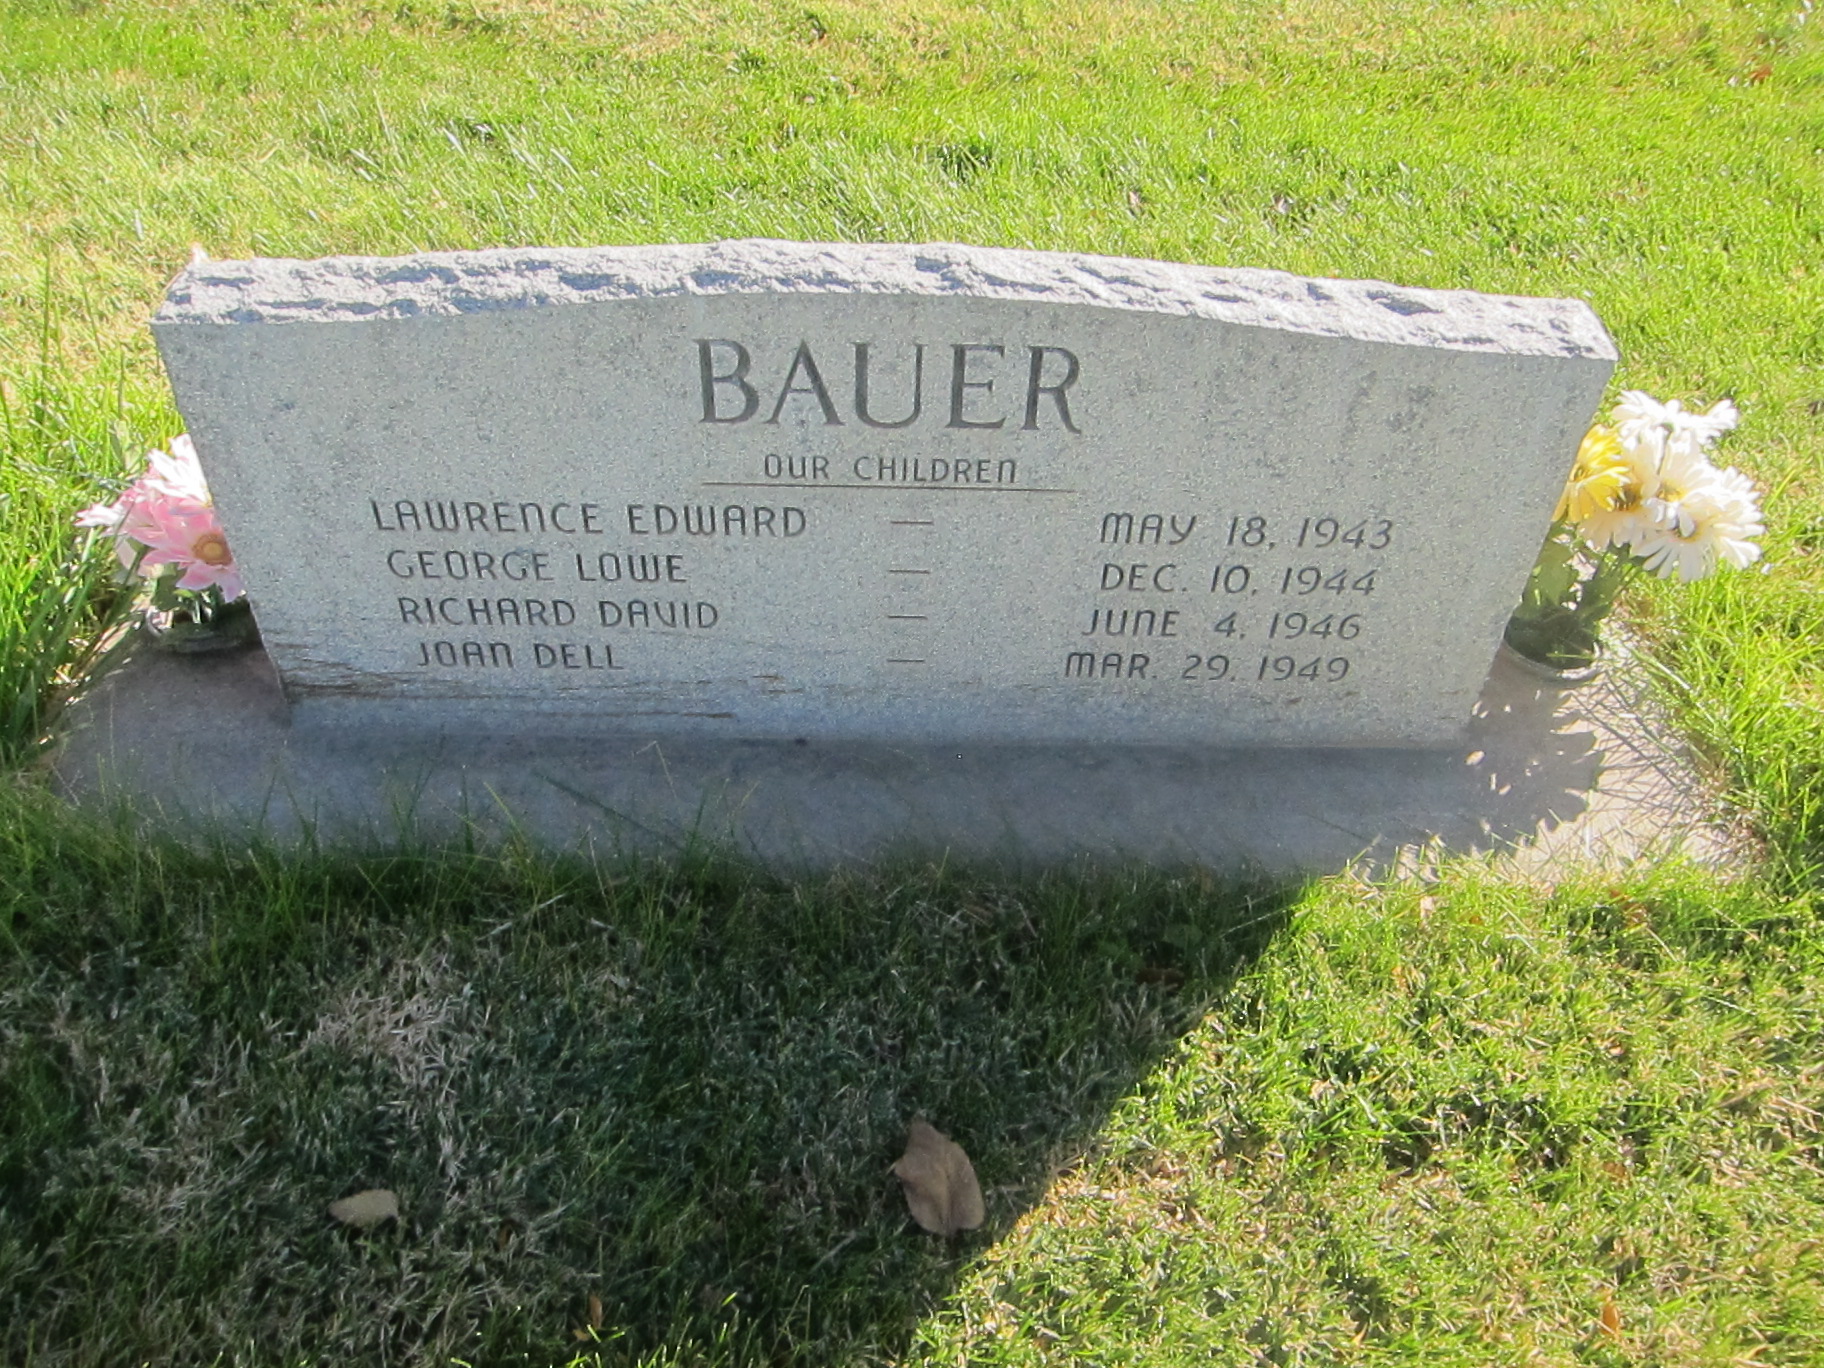 BAUER
OUR CHILDREN
LAWRENCE EDWARD — MAY 18, 1943
GEORGE LOWE — DEC. 10, 1944
RICHARD DAVID — JUNE 4, 1946
JOAN DELL — MAR. 29, 1949